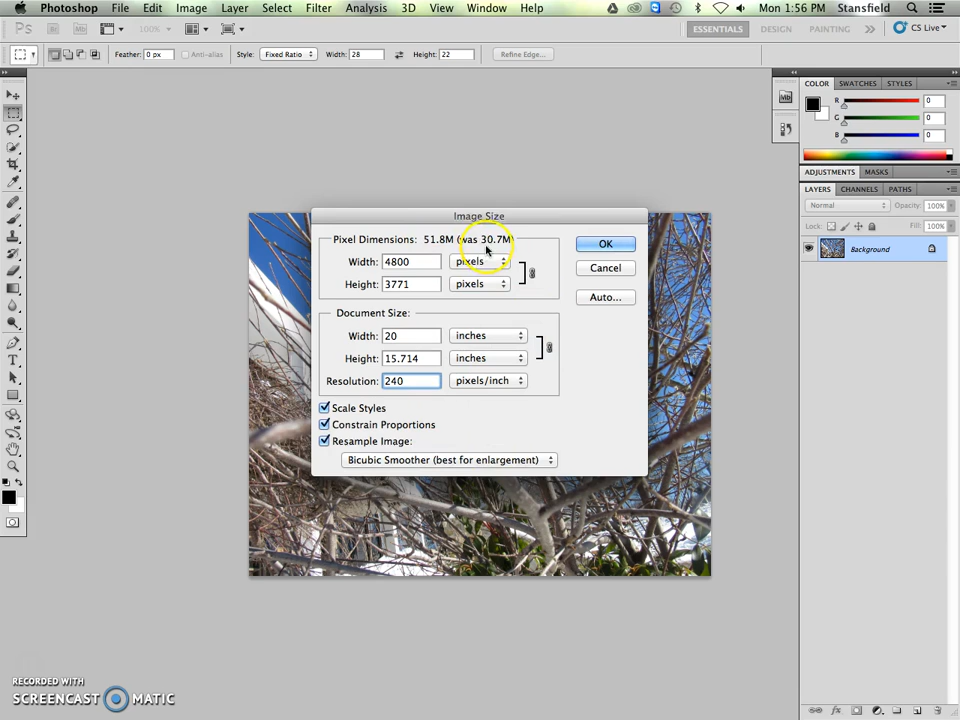 Photoshop File Edit Image Layer Select Filter Analysis 3D View Window Help Mon 1:56 PM Stansfield
Ps 100% ESSENTIALS DESIGN PAINTING >> CS Live
Feather: 0 px Anti-alias Style: Fixed Ratio Width: 28 Height: 22 Refine Edge...
COLOR SWATCHES STYLES
R 0
G 0
B 0
ADJUSTMENTS MASKS
LAYERS CHANNELS PATHS
Normal Opacity: 100%
Lock: Fill: 100%
Background
Mb
Image Size
Pixel Dimensions: 51.8M (was 30.7M)
Width: 4800 pixels
Height: 3771 pixels
OK
Cancel
Auto...
Document Size:
Width: 20 inches
Height: 15.714 inches
Resolution: 240 pixels/inch
Scale Styles
Constrain Proportions
Resample Image:
Bicubic Smoother (best for enlargement)
T
fx
RECORDED WITH
SCREENCAST MATIC